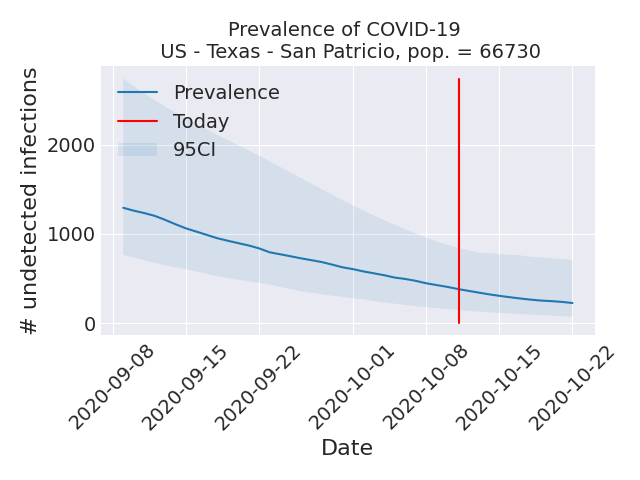 Prevalence of COVID-19
US - Texas - San Patricio, pop. = 66730
Prevalence
Today
95CI
# undetected infections
2000
1000
0
2020-09-08
2020-09-15
2020-09-22
2020-10-01
2020-10-08
2020-10-15
2020-10-22
Date